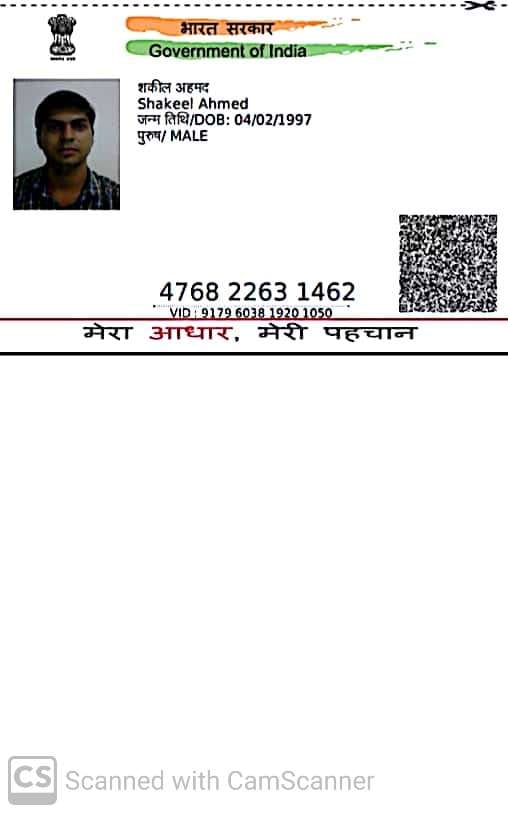 भारत सरकार
Government of India
शकील अहमद
Shakeel Ahmed
जन्म तिथि/DOB: 04/02/1997
पुरुष/ MALE
4768 2263 1462
VID : 9179 6038 1920 1050
मेरा आधार, मेरी पहचान
CS Scanned with CamScanner